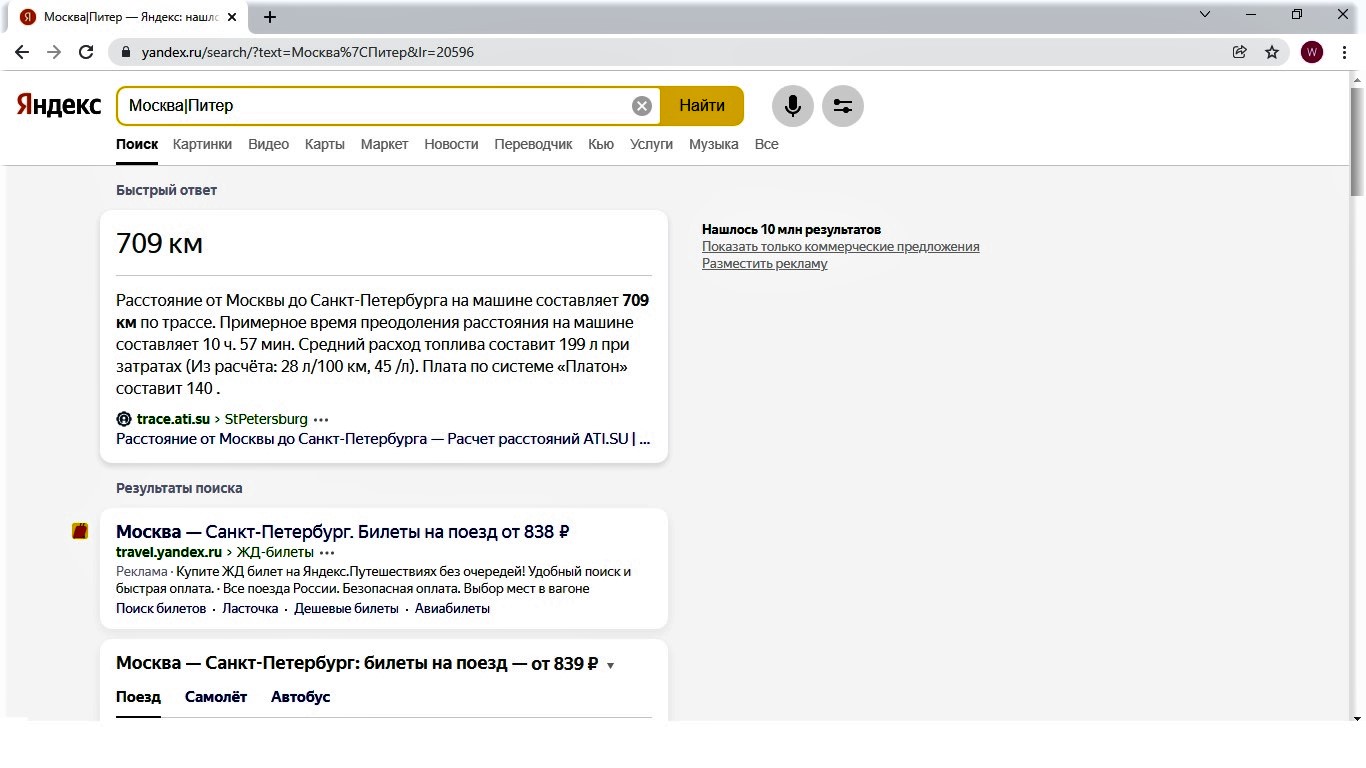 Москва|Питер — Яндекс: нашло
yandex.ru/search/?text=Москва%7CПитер&lr=20596
W
Яндекс
Москва|Питер
Найти
Поиск Картинки Видео Карты Маркет Новости Переводчик Кью Услуги Музыка Все
Быстрый ответ
709 км
Расстояние от Москвы до Санкт-Петербурга на машине составляет 709
км по трассе. Примерное время преодоления расстояния на машине
составляет 10 ч. 57 мин. Средний расход топлива составит 199 л при
затратах (Из расчёта: 28 л/100 км, 45 /л). Плата по системе «Платон»
составит 140 .
trace.ati.su › StPetersburg
Расстояние от Москвы до Санкт-Петербурга — Расчет расстояний ATI.SU | ...
Нашлось 10 млн результатов
Показать только коммерческие предложения
Разместить рекламу
Результаты поиска
Москва — Санкт-Петербург. Билеты на поезд от 838 ₽
travel.yandex.ru › ЖД-билеты
Реклама · Купите ЖД билет на Яндекс.Путешествиях без очередей! Удобный поиск и
быстрая оплата. · Все поезда России. Безопасная оплата. Выбор мест в вагоне
Поиск билетов · Ласточка · Дешевые билеты · Авиабилеты
Москва — Санкт-Петербург: билеты на поезд — от 839 ₽
Поезд Самолёт Автобус